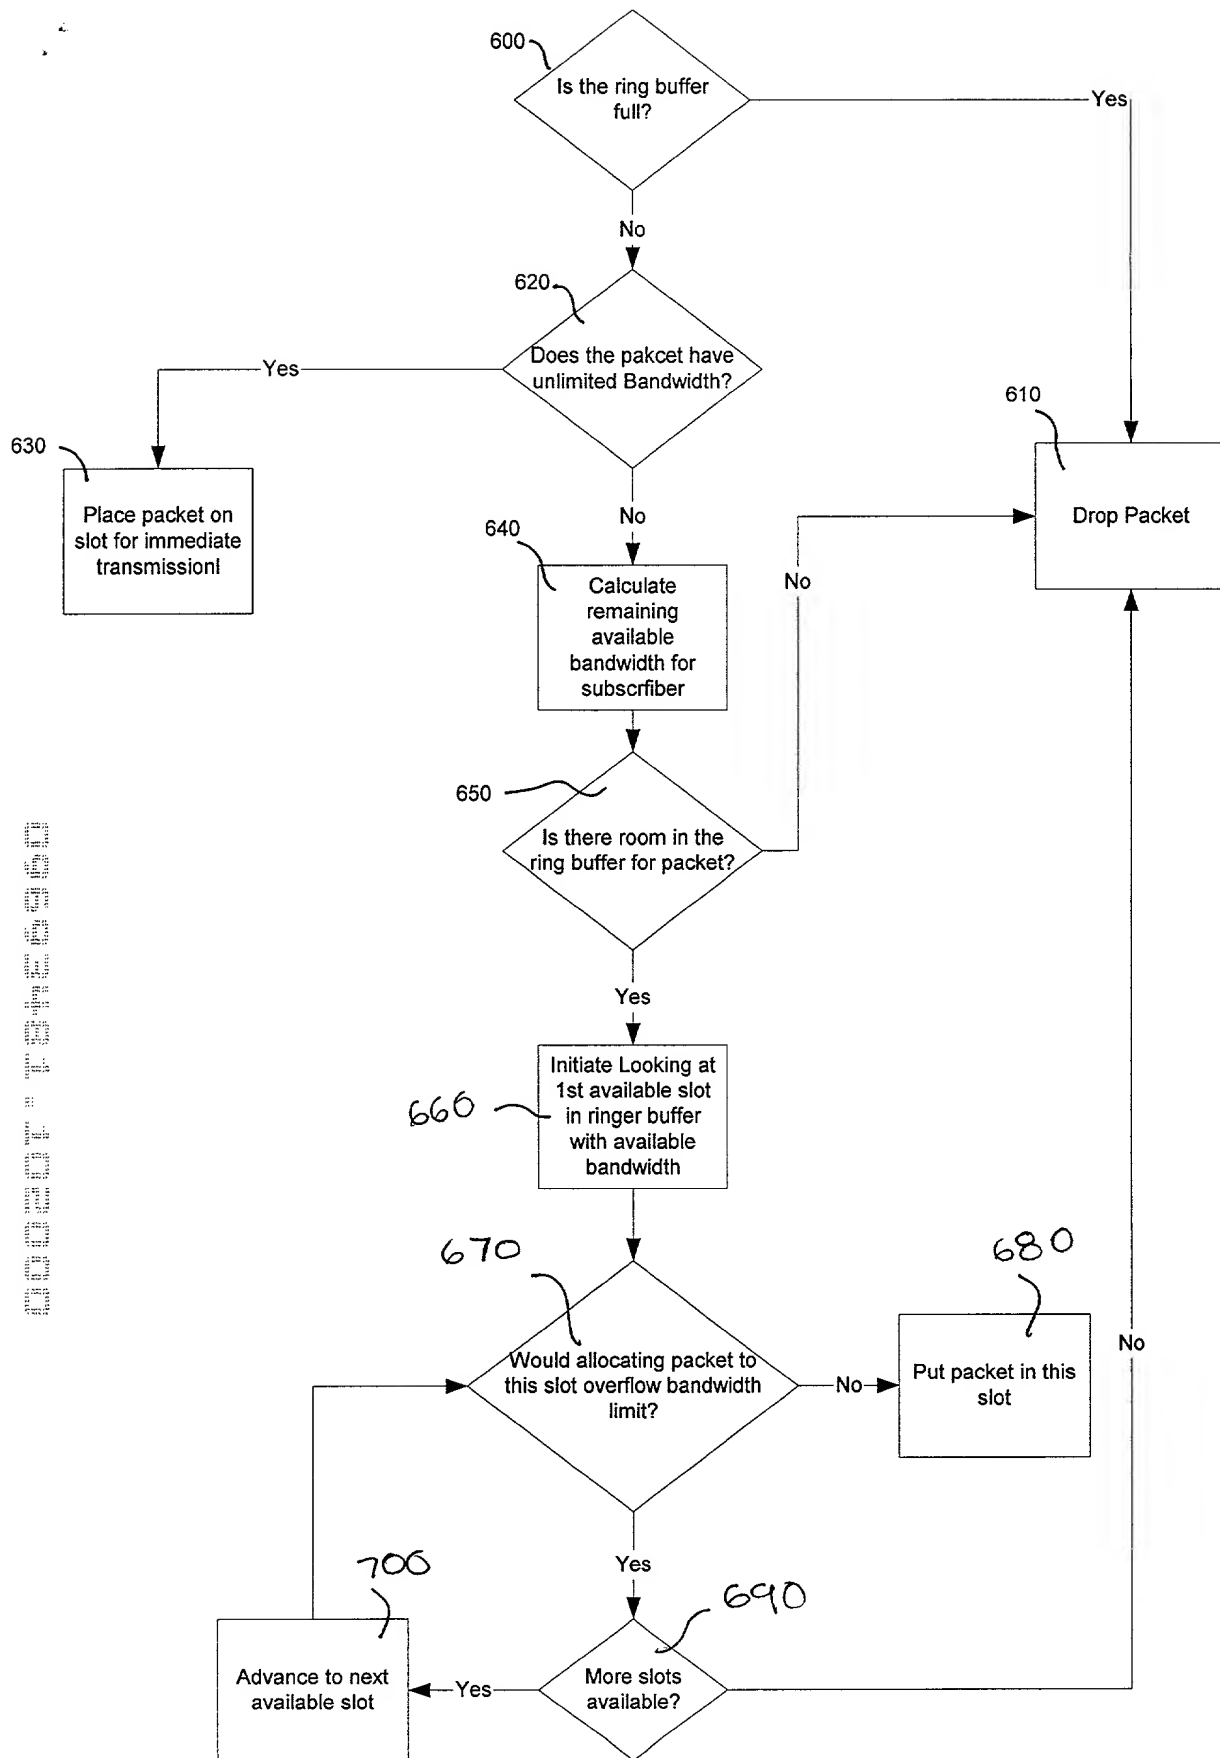 600
Is the ring buffer
full?
Yes
No
620
Does the pakcet have
unlimited Bandwidth?
Yes
630
Place packet on
slot for immediate
transmissionl
610
Drop Packet
No
640
Calculate
remaining
available
bandwidth for
subscrfiber
No
650
Is there room in the
ring buffer for packet?
Yes
660
Initiate Looking at
1st available slot
in ringer buffer
with available
bandwidth
670
Would allocating packet to
this slot overflow bandwidth
limit?
No
680
Put packet in this
slot
No
Yes
700
Advance to next
available slot
Yes
690
More slots
available?